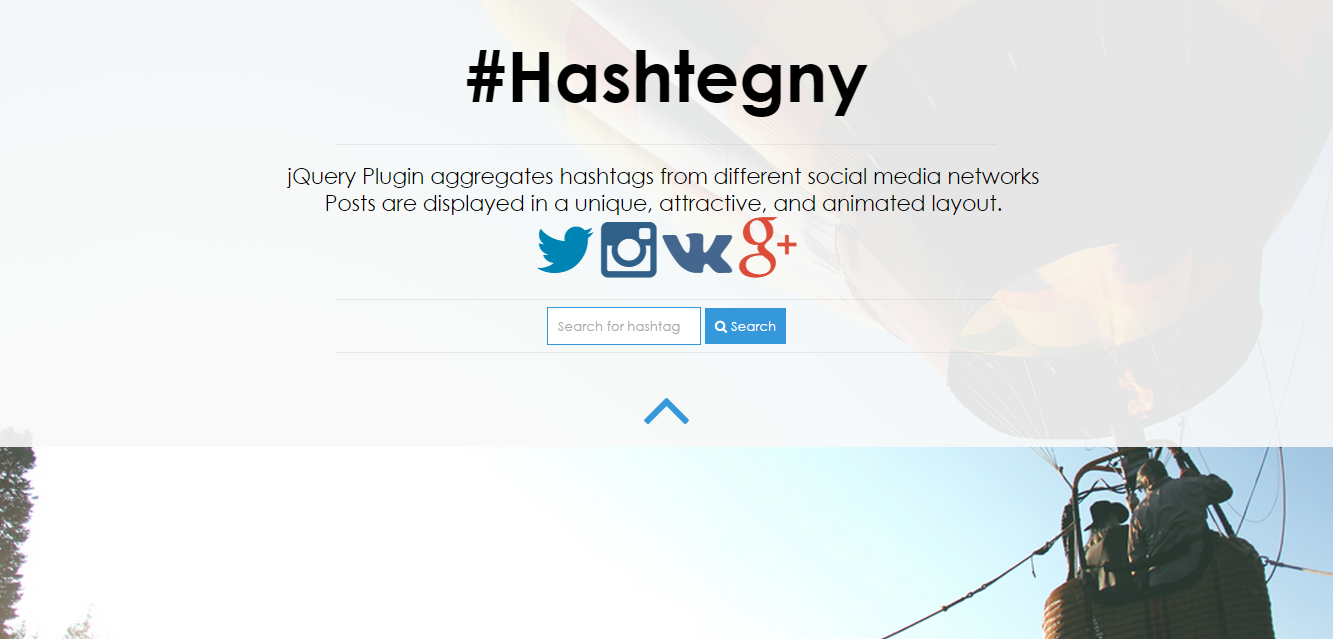 #Hashtegny
jQuery Plugin aggregates hashtags from different social media networks
Posts are displayed in a unique, attractive, and animated layout.
g+
Search for hashtag Search